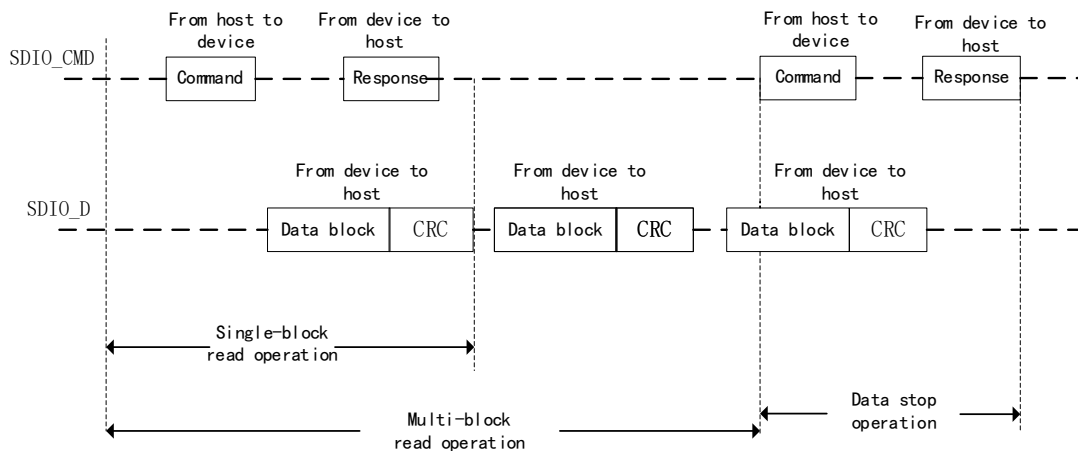 From host to
device
From device to
host
From host to
device
From device to
host
SDIO_CMD
Command
Response
Command
Response
From device to
host
From device to
host
From device to
host
SDIO_D
Data block
CRC
Data block
CRC
Data block
CRC
Single-block
read operation
Multi-block
read operation
Data stop
operation